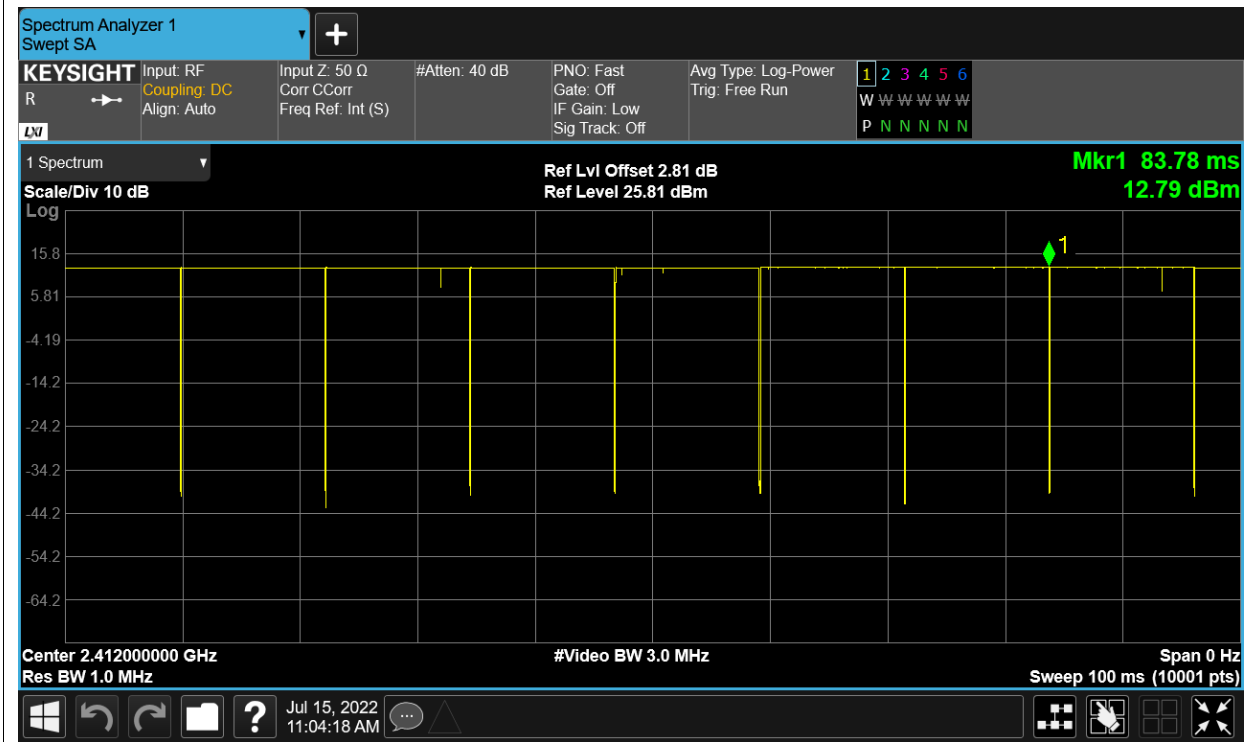 Spectrum Analyzer 1
Swept SA
+
KEYSIGHT
R
LXI
Input: RF
Coupling: DC
Align: Auto
Input Z: 50 Ω
Corr CCorr
Freq Ref: Int (S)
#Atten: 40 dB
PNO: Fast
Gate: Off
IF Gain: Low
Sig Track: Off
Avg Type: Log-Power
Trig: Free Run
1 2 3 4 5 6
W W W W W W
P N N N N N
1 Spectrum
Scale/Div 10 dB
Log
Ref Lvl Offset 2.81 dB
Ref Level 25.81 dBm
Mkr1 83.78 ms
12.79 dBm
1
15.8
5.81
-4.19
-14.2
-24.2
-34.2
-44.2
-54.2
-64.2
Center 2.412000000 GHz
Res BW 1.0 MHz
#Video BW 3.0 MHz
Span 0 Hz
Sweep 100 ms (10001 pts)
?
Jul 15, 2022
11:04:18 AM